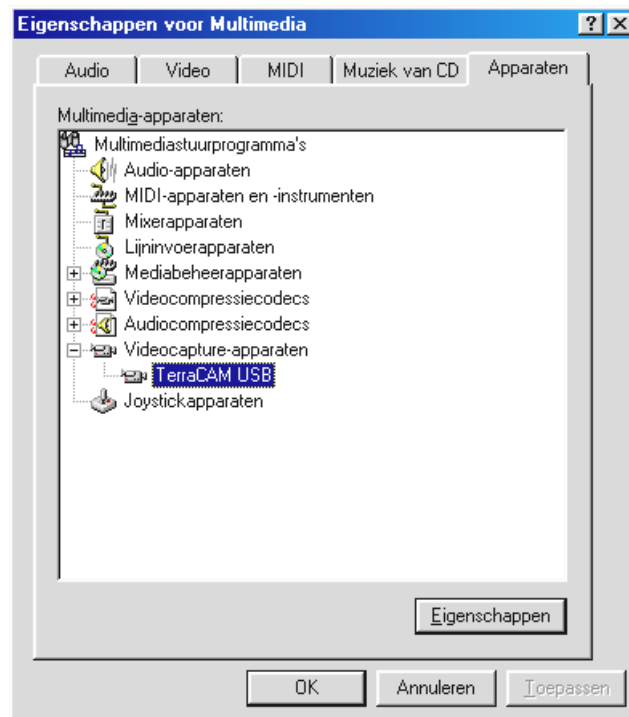 Eigenschappen voor Multimedia
Audio Video MIDI Muziek van CD Apparaten
Multimedia-apparaten:
Multimediastuurprogramma's
Audio-apparaten
MIDI-apparaten en -instrumenten
Mixerapparaten
Lijninvoerapparaten
Mediabeheerapparaten
Videocompressiecodecs
Audiocompressiecodecs
Videocapture-apparaten
TerraCAM USB
Joystickapparaten
Eigenschappen
OK Annuleren Toepassen